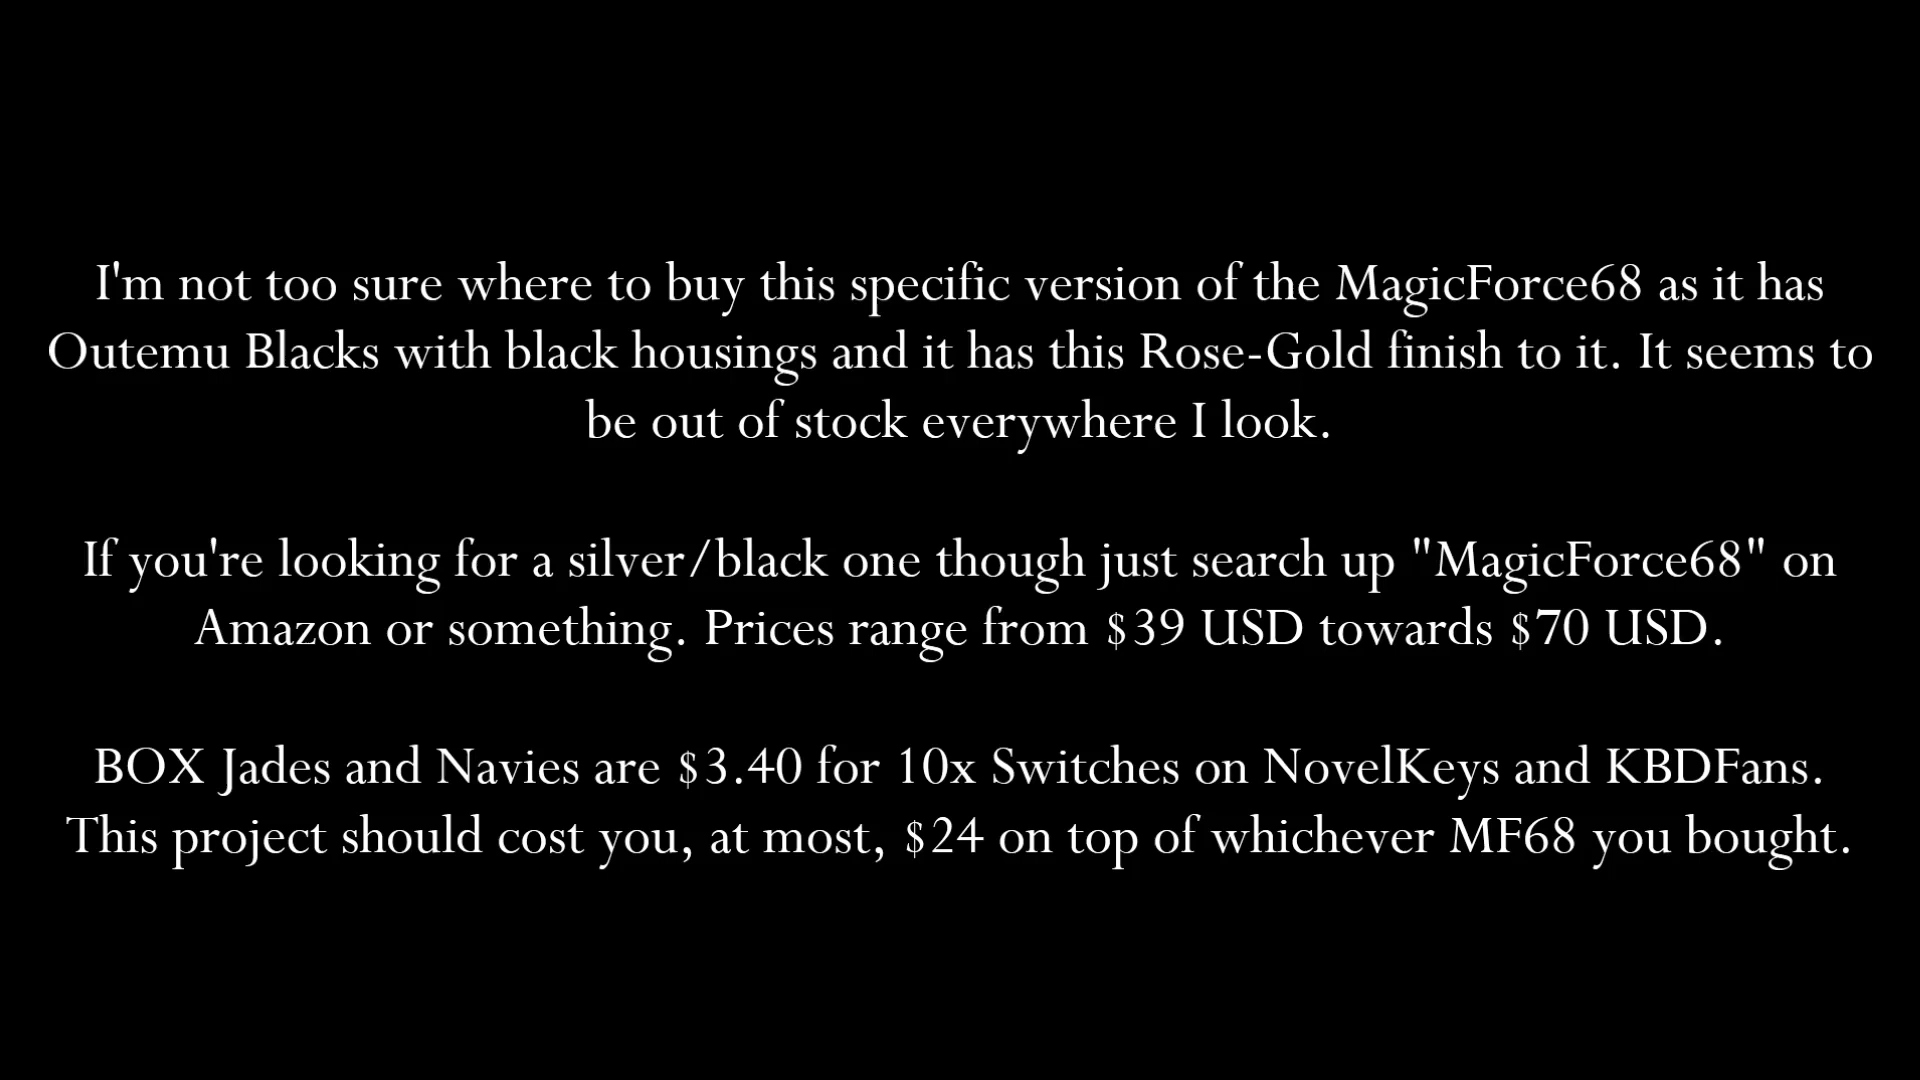 I'm not too sure where to buy this specific version of the MagicForce68 as it has
Outemu Blacks with black housings and it has this Rose-Gold finish to it. It seems to
be out of stock everywhere I look.
If you're looking for a silver/black one though just search up "MagicForce68" on
Amazon or something. Prices range from $39 USD towards $70 USD.
BOX Jades and Navies are $3.40 for 10x Switches on NovelKeys and KBDFans.
This project should cost you, at most, $24 on top of whichever MF68 you bought.